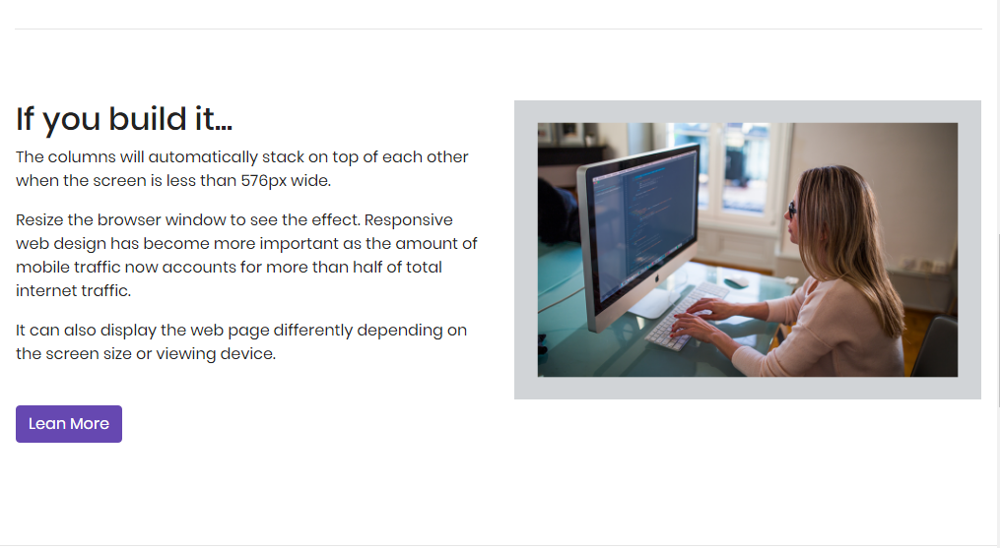 If you build it...
The columns will automatically stack on top of each other
when the screen is less than 576px wide.
Resize the browser window to see the effect. Responsive
web design has become more important as the amount of
mobile traffic now accounts for more than half of total
internet traffic.
It can also display the web page differently depending on
the screen size or viewing device.
Lean More